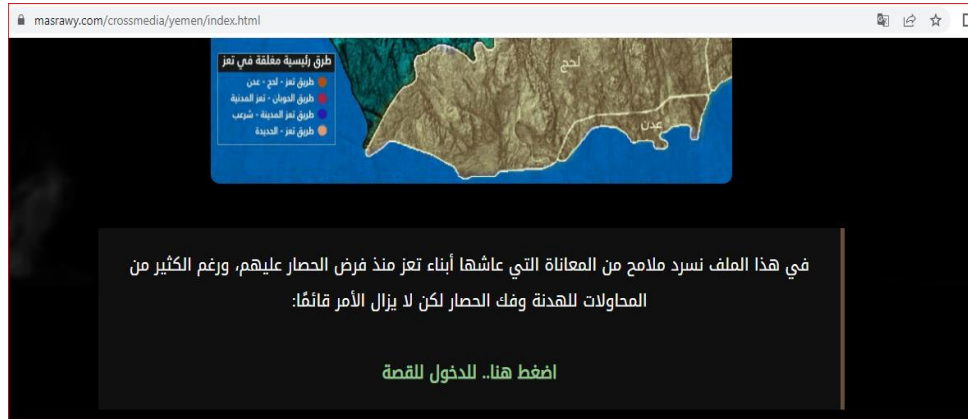 masrawy.com/crossmedia/yemen/index.html
لحج
عدن
طرق رئيسية مغلقة في تعز
طريق تعز - لحج - عدن
طريق الحوبان - تعز المدنية
طريق تعز المدينة - شرعب
طريق تعز - الحديدة
في هذا الملف نسرد ملامح من المعاناة التي عاشها أبناء تعز منذ فرض الحصار عليهم، ورغم الكثير من
المحاولات للهدنة وفك الحصار لكن لا يزال الأمر قائمًا:
اضغط هنا.. للدخول للقصة